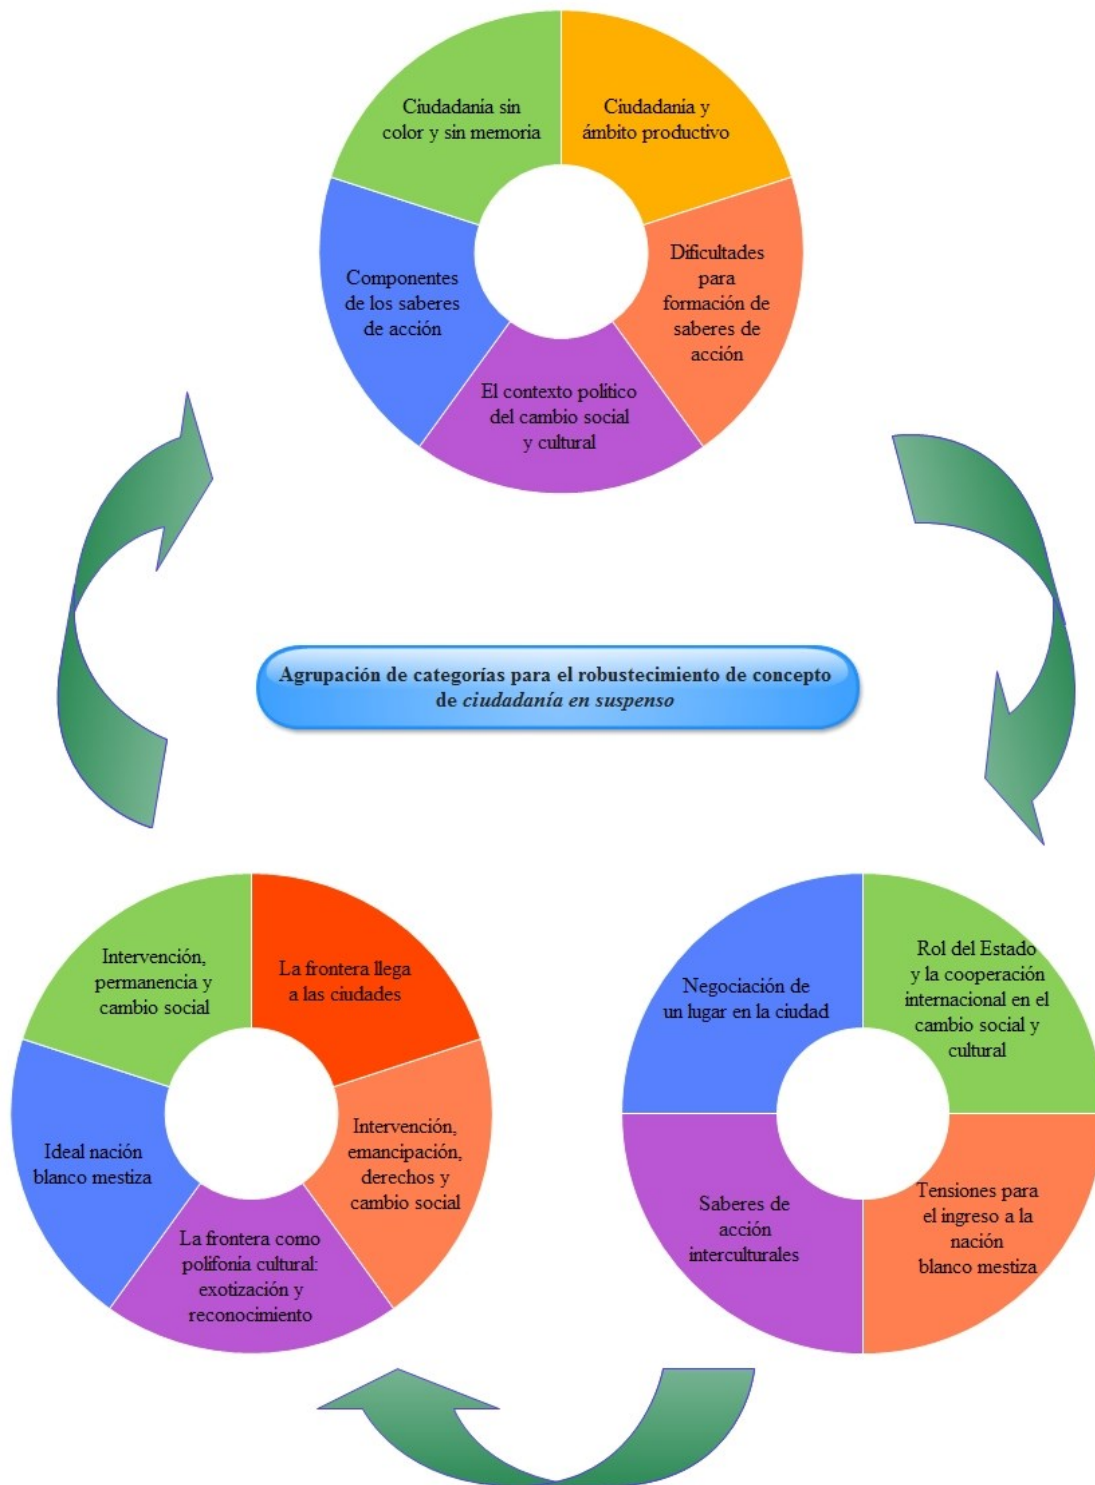 Ciudadanía sin
color y sin memoria
Ciudadanía y
ámbito productivo
Dificultades
para
formación de
saberes de
acción
El contexto político
del cambio social
y cultural
Componentes
de los saberes
de acción
Agrupación de categorías para el robustecimiento de concepto
de ciudadanía en suspenso
Intervención,
permanencia y
cambio social
La frontera llega
a las ciudades
Intervención,
emancipación,
derechos y
cambio social
La frontera como
polifonía cultural:
exotización y
reconocimiento
Ideal nación
blanco mestiza
Negociación de
un lugar en la ciudad
Rol del Estado
y la cooperación
internacional en el
cambio social y
cultural
Tensiones para
el ingreso a la
nación
blanco mestiza
Saberes de
acción
interculturales